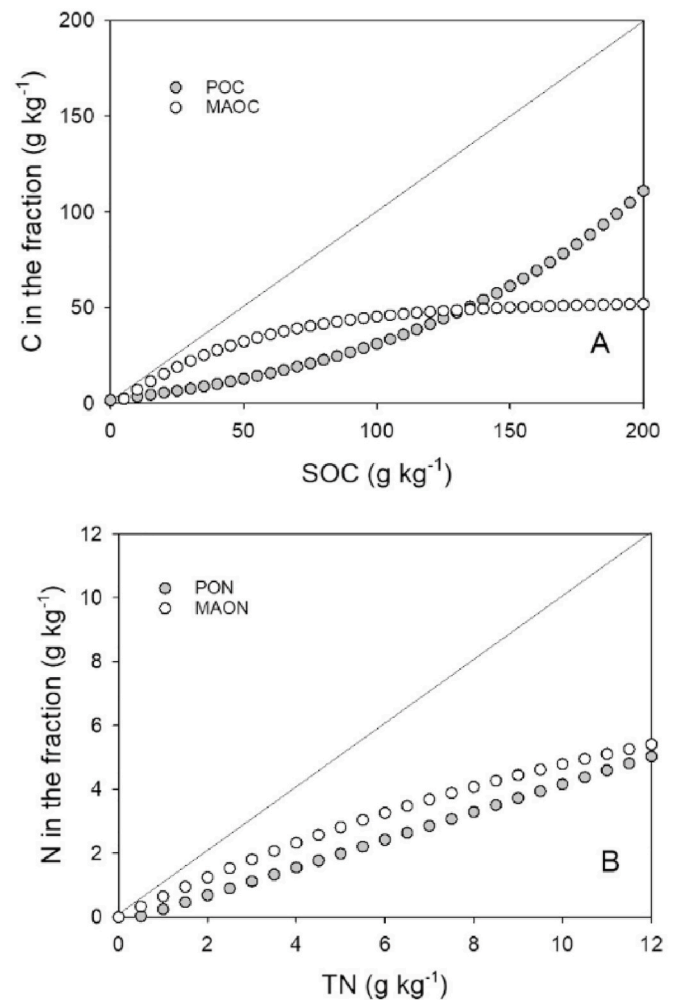 200
150
100
50
0
C in the fraction (g kg⁻¹)
POC
MAOC
A
0 50 100 150 200
SOC (g kg⁻¹)
12
10
8
6
4
2
0
N in the fraction (g kg⁻¹)
PON
MAON
B
0 2 4 6 8 10 12
TN (g kg⁻¹)